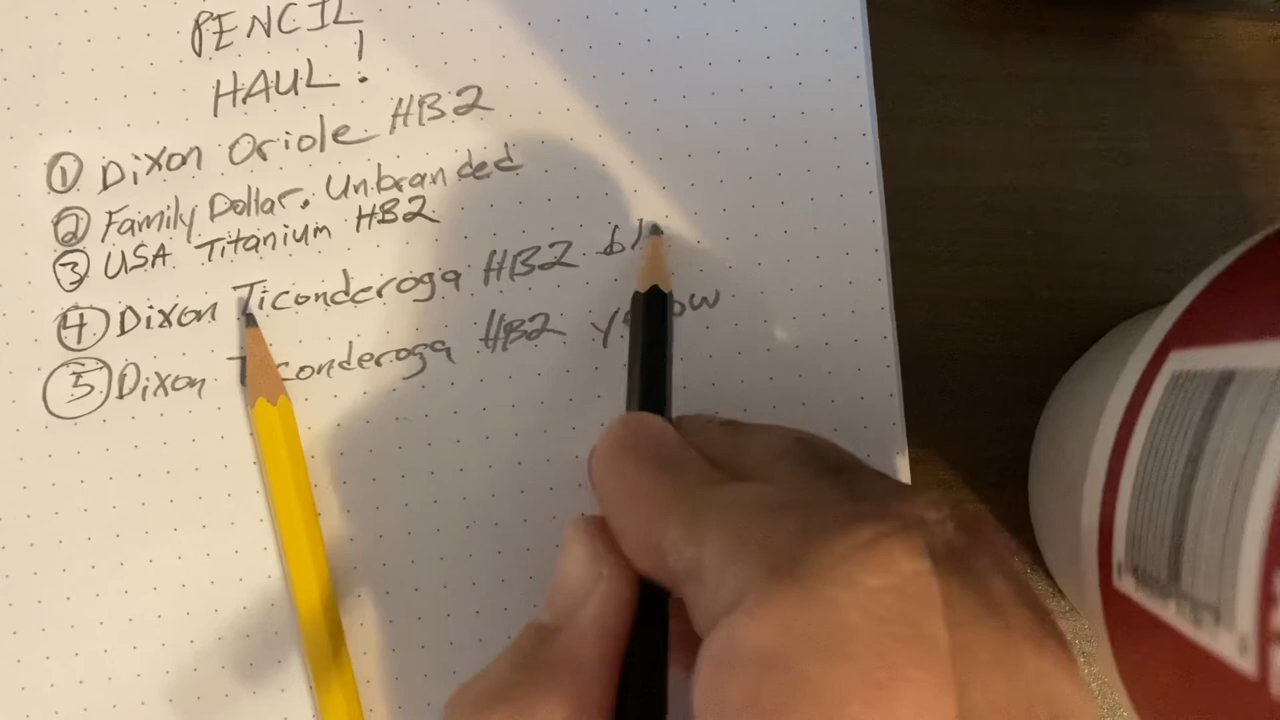 PENCIL
HAUL!
① Dixon Oriole HB2
② Family Dollar. Unbranded
③ USA Titanium HB2
④ Dixon Ticonderoga HB2
⑤ Dixon Ticonderoga HB2